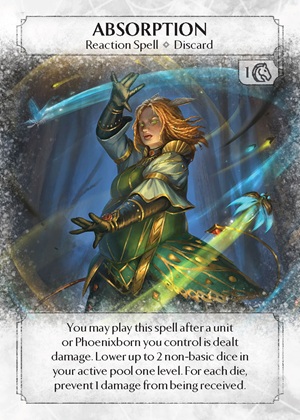 ABSORPTION
Reaction Spell ⬥ Discard
1
You may play this spell after a unit
or Phoenixborn you control is dealt
damage. Lower up to 2 non-basic dice in
your active pool one level. For each die,
prevent 1 damage from being received.